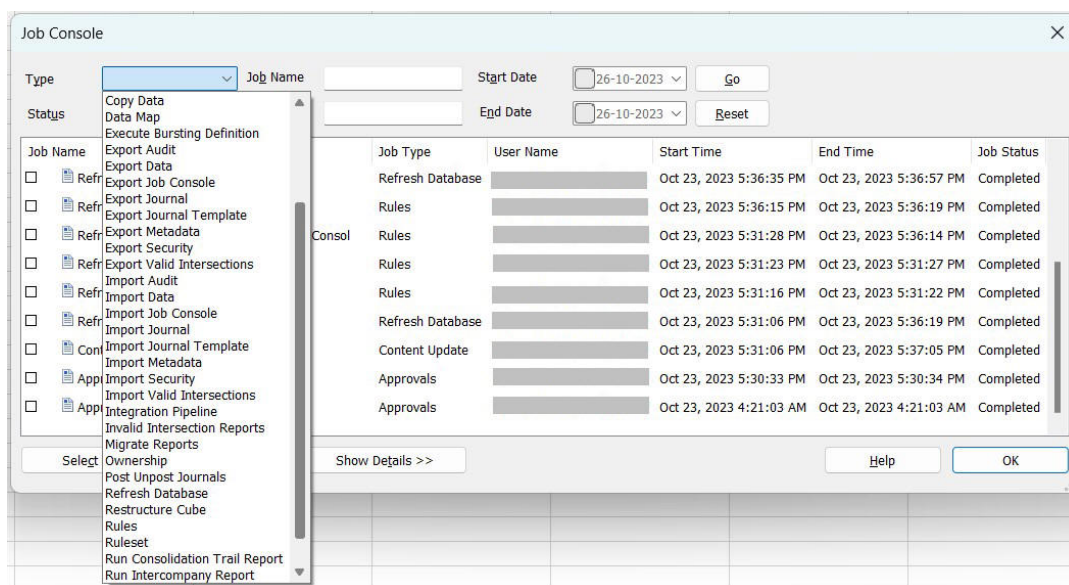 Job Console
Type Job Name Start Date 26-10-2023 Go
Status End Date 26-10-2023 Reset
Copy Data
Data Map
Execute Bursting Definition
Export Audit
Export Data
Export Job Console
Export Journal
Export Journal Template
Export Metadata
Export Security
Export Valid Intersections
Import Audit
Import Data
Import Job Console
Import Journal
Import Journal Template
Import Metadata
Import Security
Import Valid Intersections
Integration Pipeline
Invalid Intersection Reports
Migrate Reports
Ownership
Post Unpost Journals
Refresh Database
Restructure Cube
Rules
Ruleset
Run Consolidation Trail Report
Run Intercompany Report
Job Name Job Type User Name Start Time End Time Job Status
Refr Refresh Database Oct 23, 2023 5:36:35 PM Oct 23, 2023 5:36:57 PM Completed
Refr Rules Oct 23, 2023 5:36:15 PM Oct 23, 2023 5:36:19 PM Completed
Refr Consol Rules Oct 23, 2023 5:31:28 PM Oct 23, 2023 5:36:14 PM Completed
Refr Rules Oct 23, 2023 5:31:23 PM Oct 23, 2023 5:31:27 PM Completed
Refr Rules Oct 23, 2023 5:31:16 PM Oct 23, 2023 5:31:22 PM Completed
Refr Refresh Database Oct 23, 2023 5:31:06 PM Oct 23, 2023 5:36:19 PM Completed
Cont Content Update Oct 23, 2023 5:31:06 PM Oct 23, 2023 5:37:05 PM Completed
App Approvals Oct 23, 2023 5:30:33 PM Oct 23, 2023 5:30:34 PM Completed
App Approvals Oct 23, 2023 4:21:03 AM Oct 23, 2023 4:21:03 AM Completed
Select Show Details >> Help OK